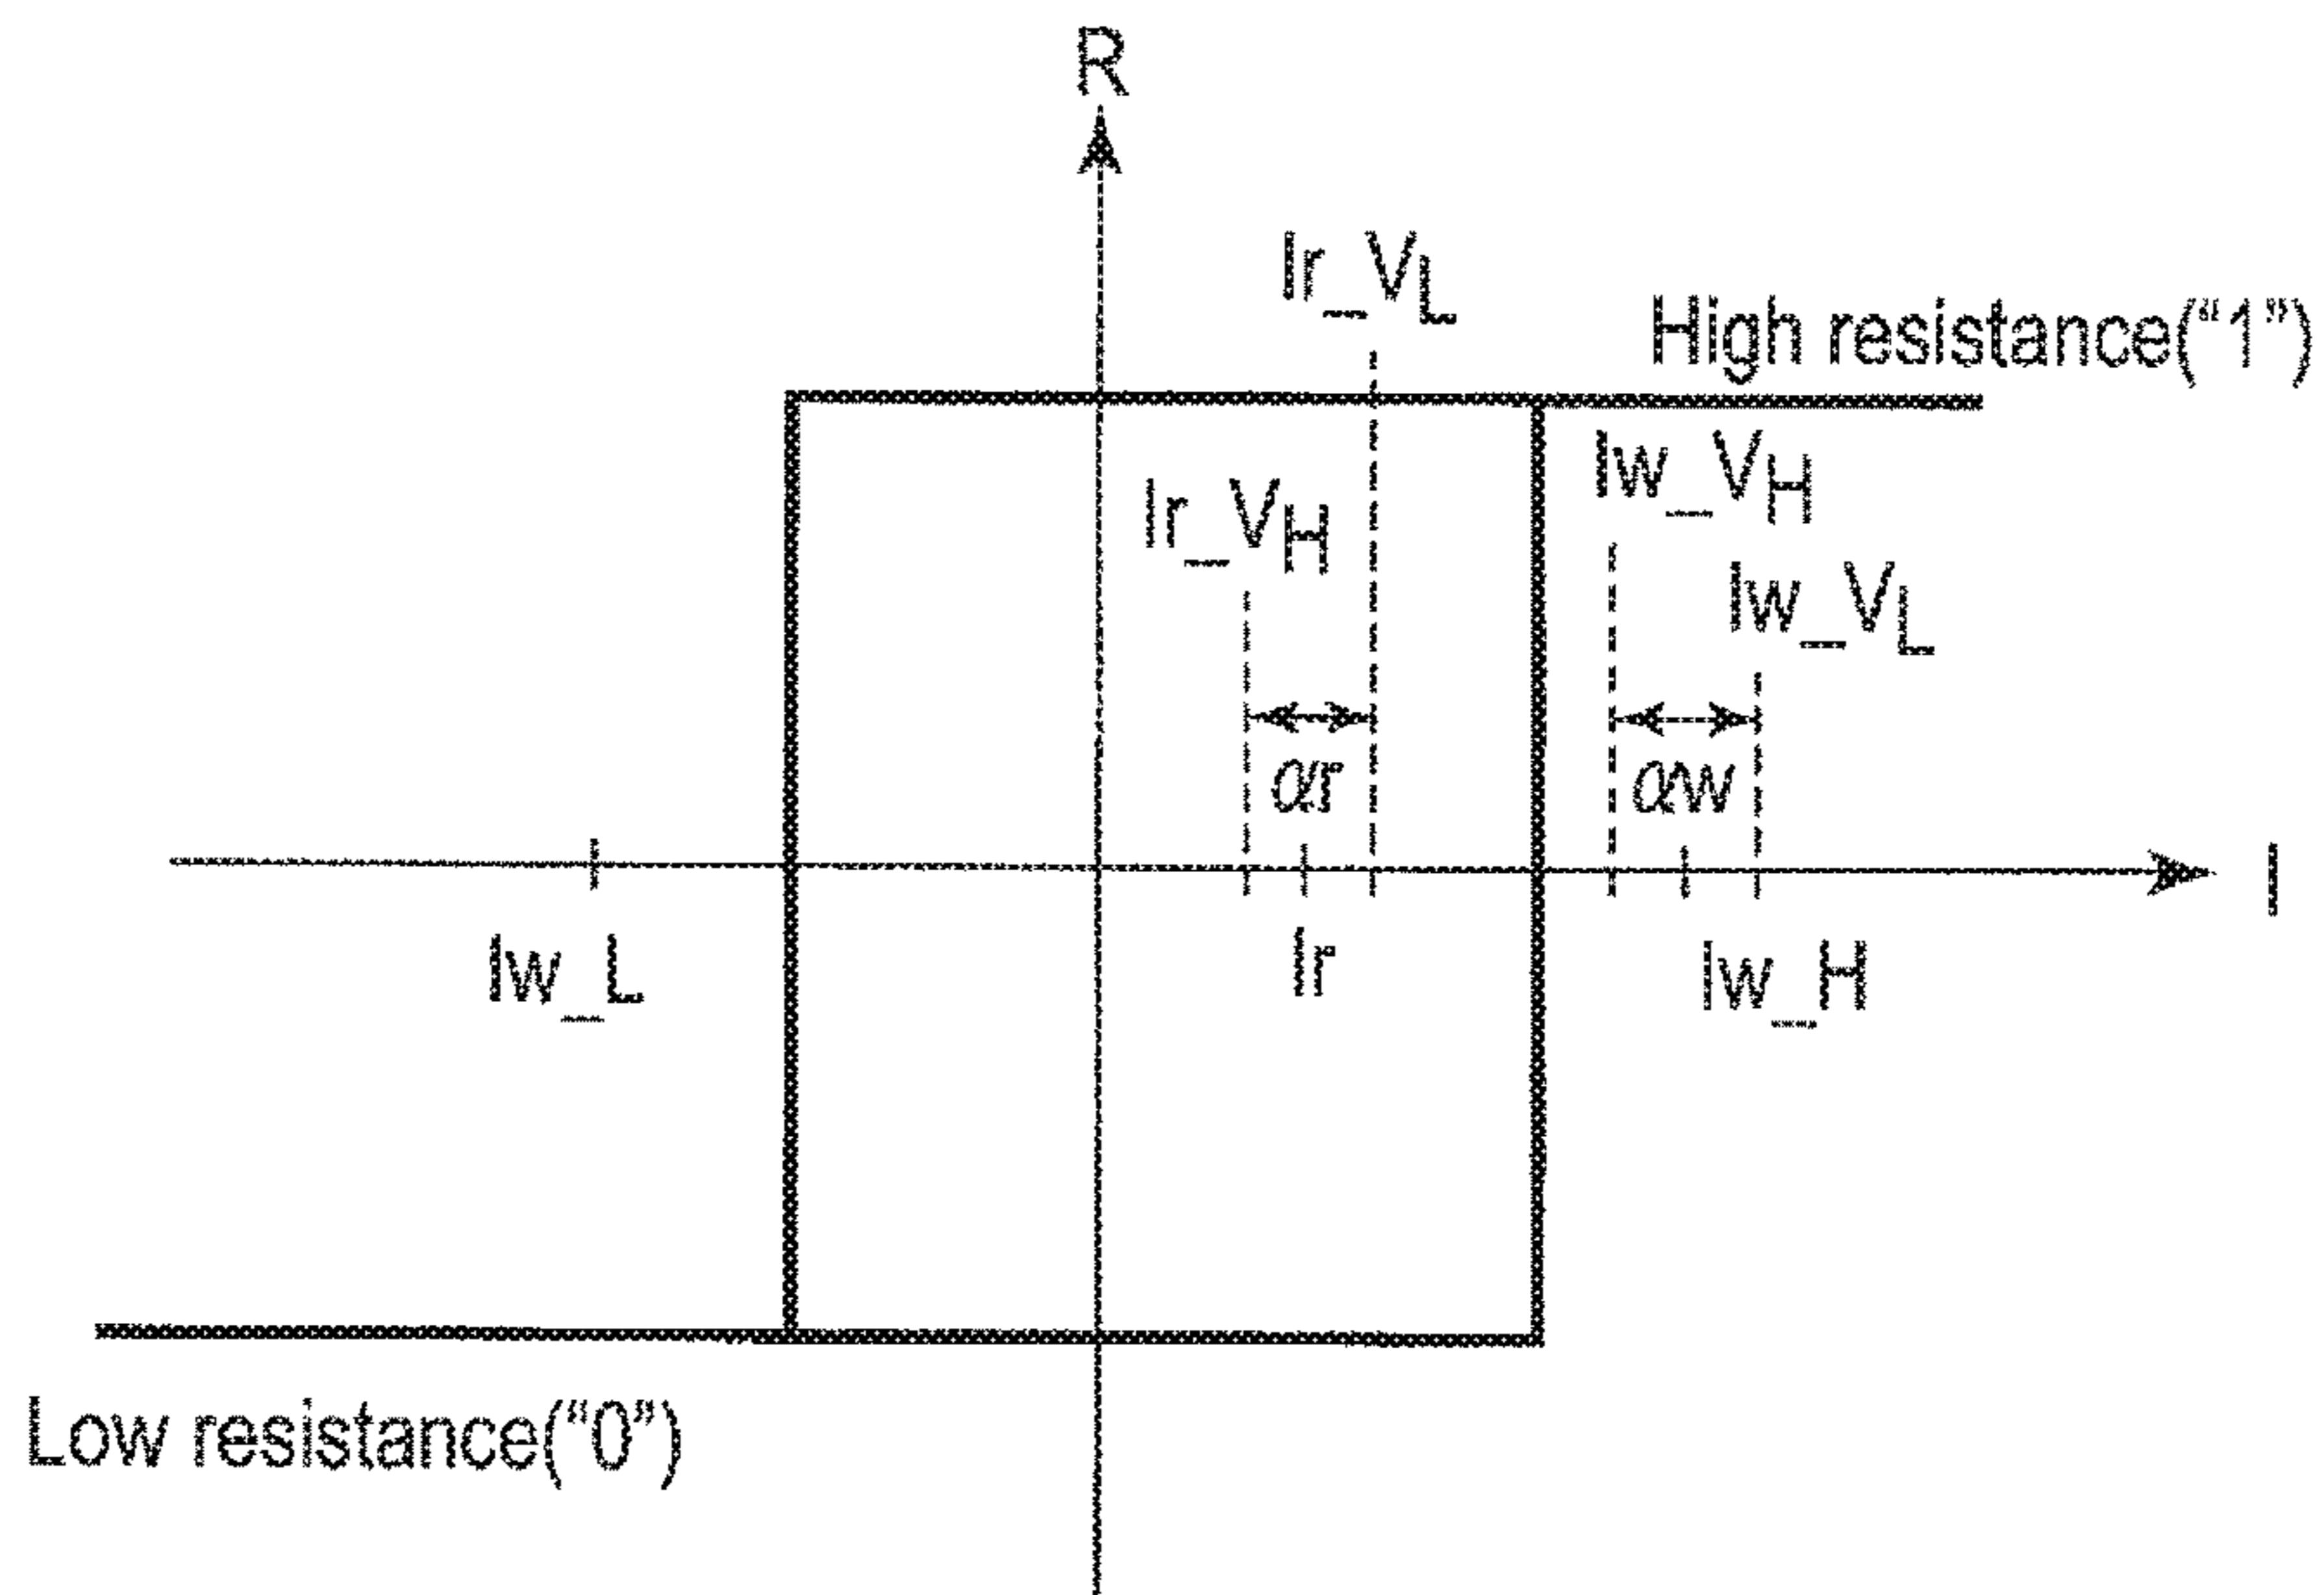 R
Ir_VL
High resistance(“1”)
Iw_VH
Ir_VH
Iw_VL
αr
αw
I
Iw_L
Ir
Iw_H
Low resistance(“0”)